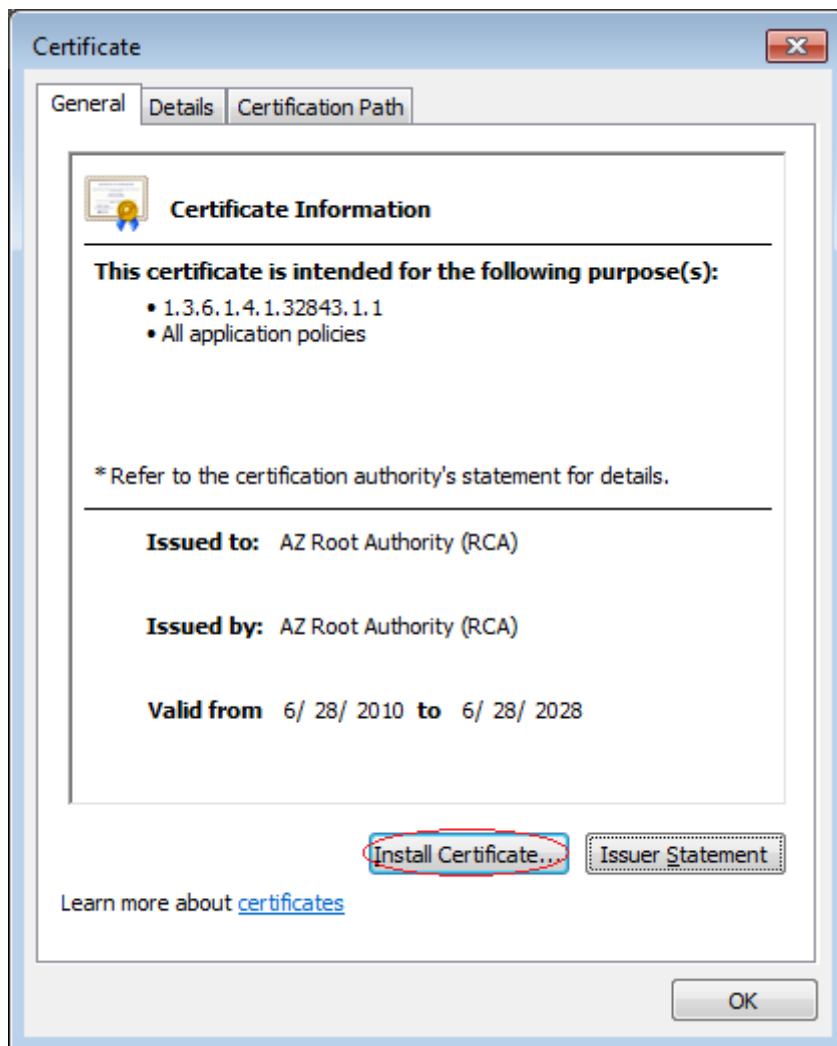 Certificate
General
Details
Certification Path
Certificate Information
This certificate is intended for the following purpose(s):
• 1.3.6.1.4.1.32843.1.1
• All application policies
* Refer to the certification authority's statement for details.
Issued to: AZ Root Authority (RCA)
Issued by: AZ Root Authority (RCA)
Valid from 6/ 28/ 2010 to 6/ 28/ 2028
Install Certificate...
Issuer Statement
Learn more about certificates
OK